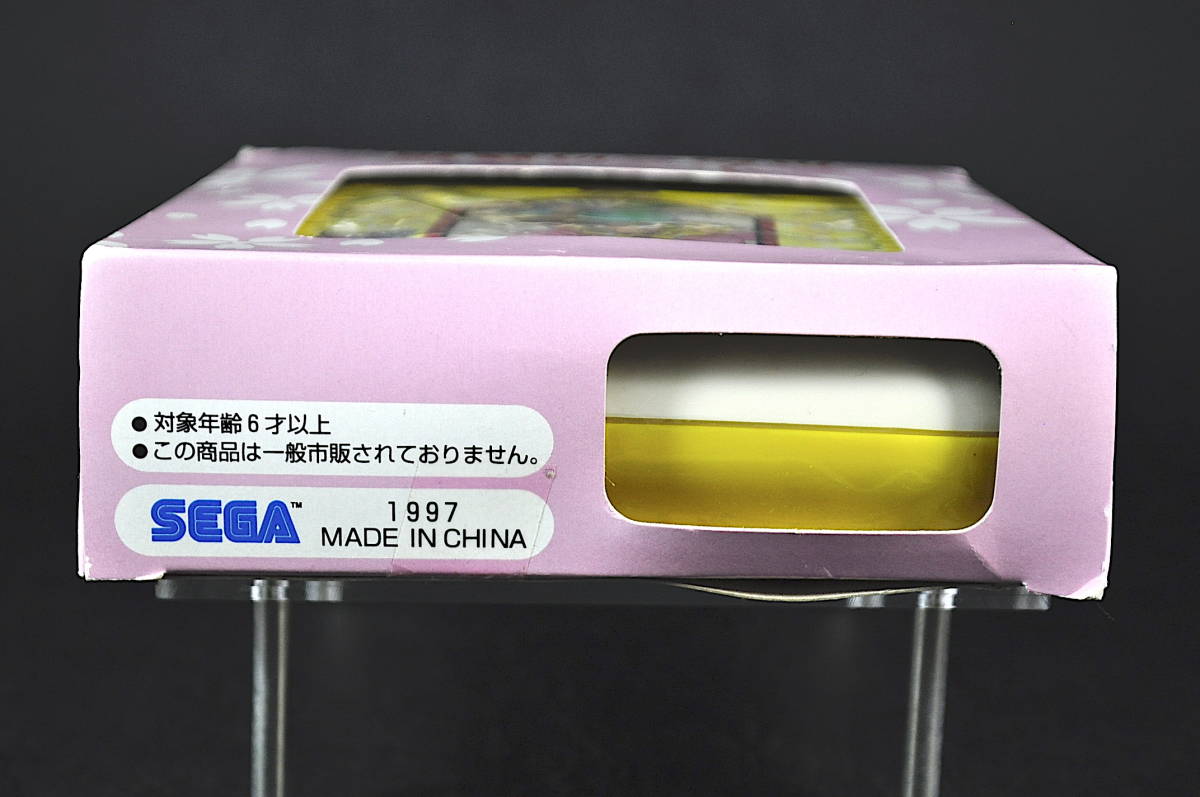 ●対象年齢6才以上
●この商品は一般市販されておりません。
SEGA™
1997
MADE IN CHINA